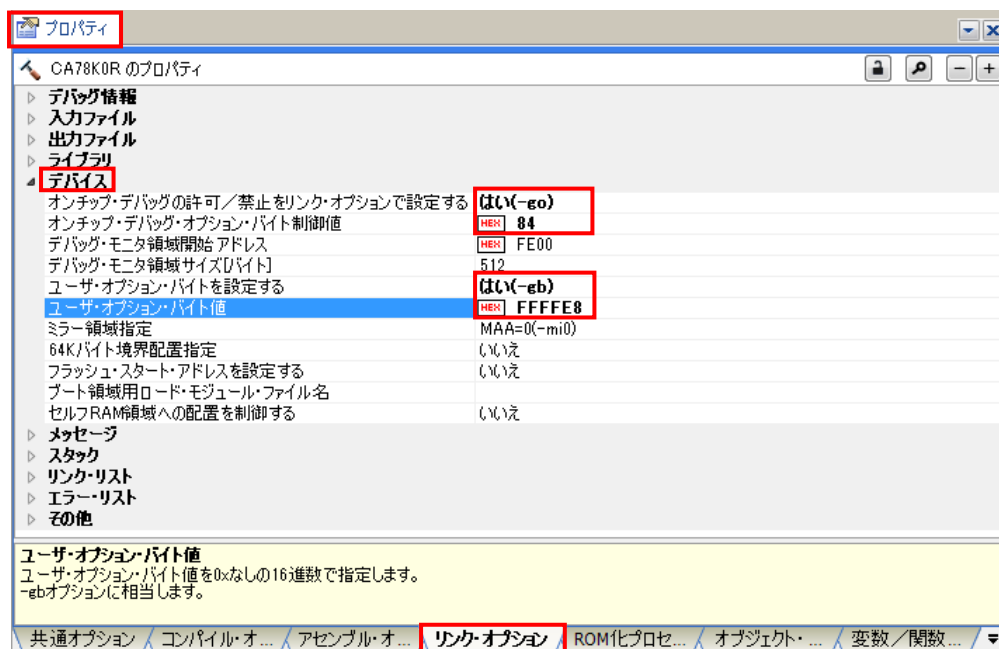 プロパティ
CA78K0R のプロパティ
デバッグ情報
入力ファイル
出力ファイル
ライブラリ
デバイス
オンチップ・デバッグの許可／禁止をリンク・オプションで設定する はい(-go)
オンチップ・デバッグ・オプション・バイト制御値 HEX 84
デバッグ・モニタ領域開始アドレス HEX FE00
デバッグ・モニタ領域サイズ[バイト] 512
ユーザ・オプション・バイトを設定する はい(-gb)
ユーザ・オプション・バイト値 HEX FFFFE8
ミラー領域指定 MAA=0(-mi0)
64Kバイト境界配置指定 いいえ
フラッシュ・スタート・アドレスを設定する いいえ
ブート領域用ロード・モジュール・ファイル名
セルフRAM領域への配置を制御する いいえ
メッセージ
スタック
リンク・リスト
エラー・リスト
その他
ユーザ・オプション・バイト値
ユーザ・オプション・バイト値を0xなしの16進数で指定します。
-gbオプションに相当します。
共通オプション コンパイル・オ... アセンブル・オ... リンク・オプション ROM化プロセ... オブジェクト・... 変数／関数...